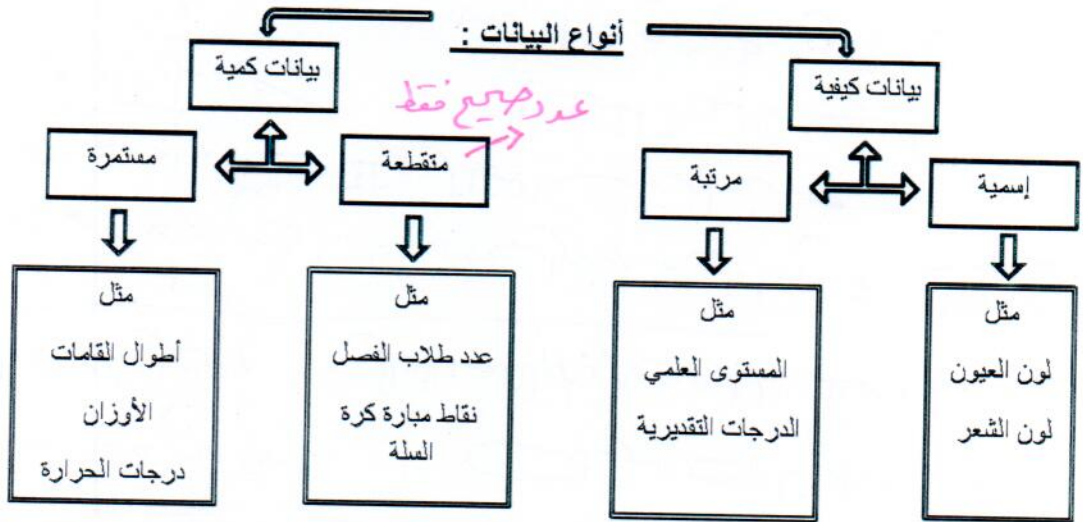 أنواع البيانات :
بيانات كيفية
بيانات كمية
عدد صحيح فقط
إسمية
مرتبة
متقطعة
مستمرة
مثل
لون العيون
لون الشعر
مثل
المستوى العلمي
الدرجات التقديرية
مثل
عدد طلاب الفصل
نقاط مبارة كرة
السلة
مثل
أطوال القامات
الأوزان
درجات الحرارة